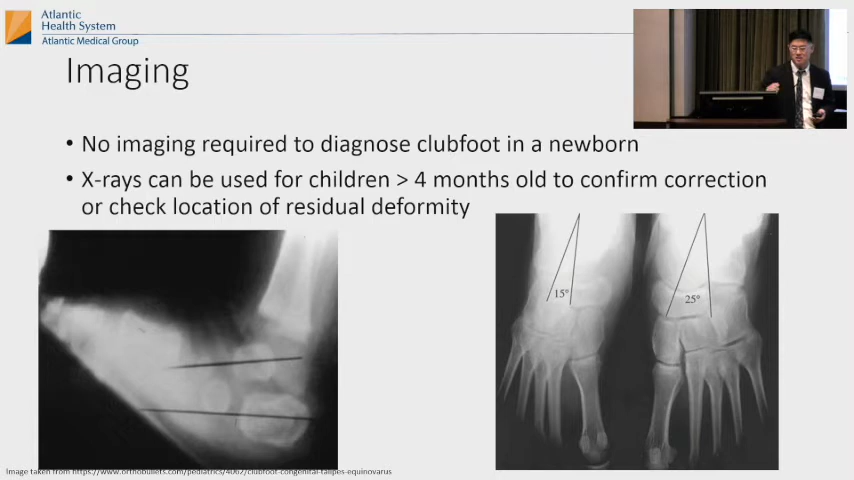 Atlantic
Health System
Atlantic Medical Group
Imaging
• No imaging required to diagnose clubfoot in a newborn
• X-rays can be used for children > 4 months old to confirm correction
or check location of residual deformity
15°
25°
Image taken from https://www.orthobullets.com/pediatrics/4062/clubfoot-congenital-talipes-equinovarus